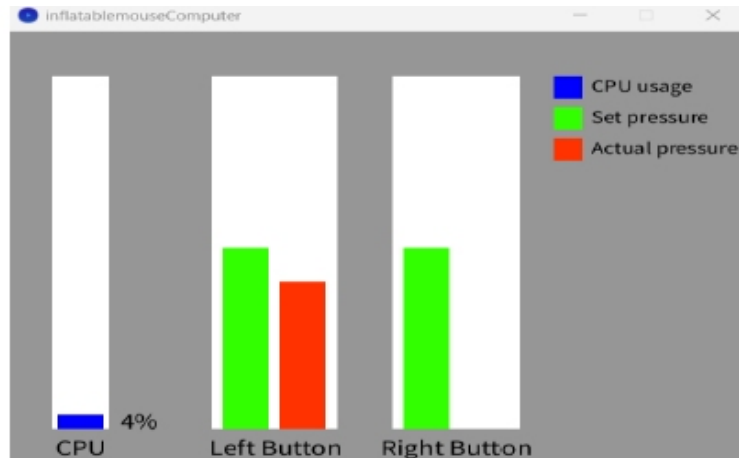 inflatablemouseComputer
CPU usage
Set pressure
Actual pressure
4%
CPU
Left Button
Right Button